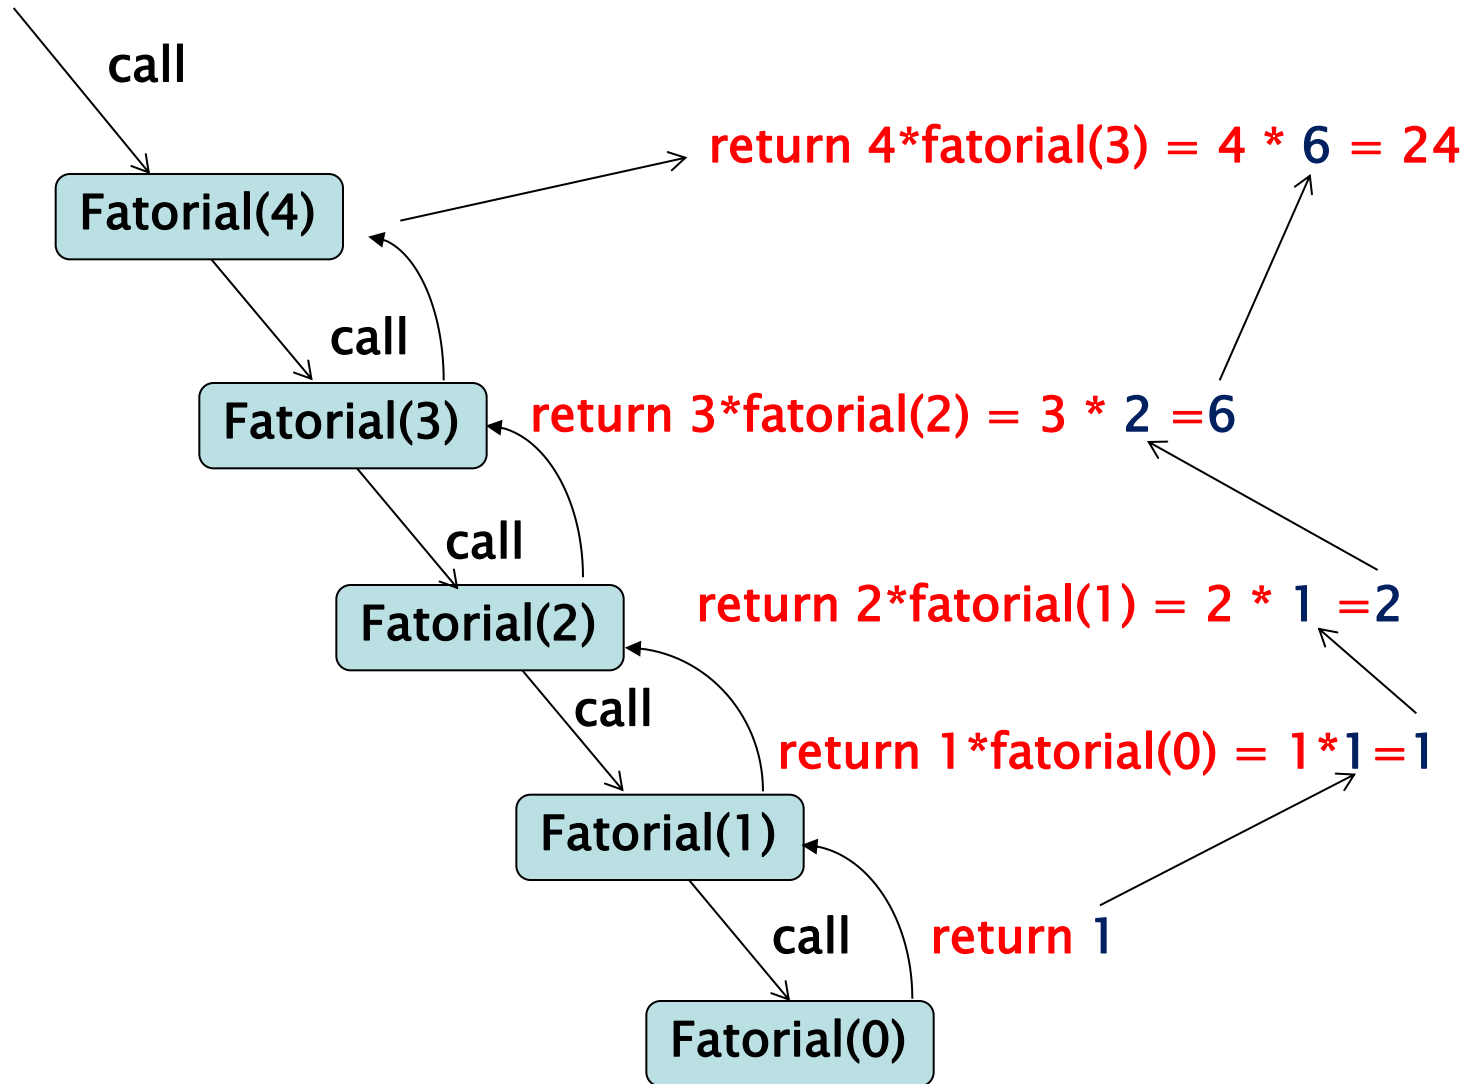 call
return 4*fatorial(3) = 4 * 6 = 24
Fatorial(4)
call
return 3*fatorial(2) = 3 * 2 =6
Fatorial(3)
call
return 2*fatorial(1) = 2 * 1 =2
Fatorial(2)
call
return 1*fatorial(0) = 1*1=1
Fatorial(1)
call
return 1
Fatorial(0)